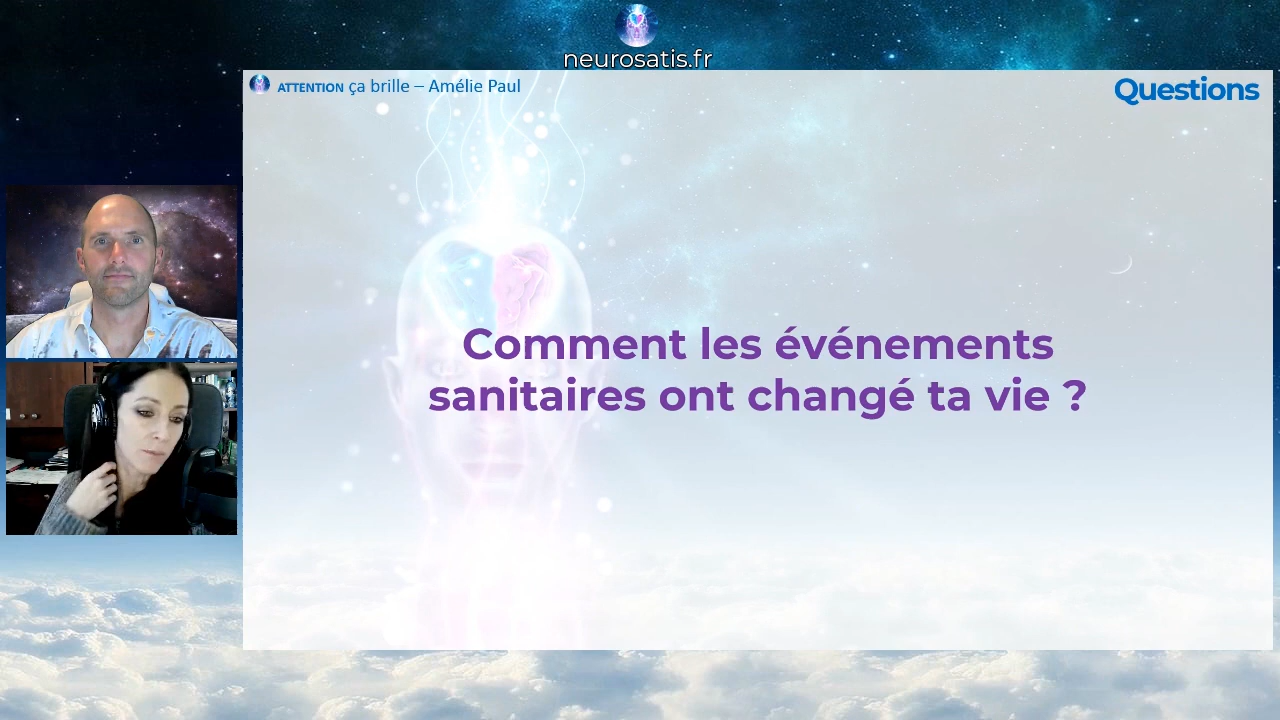 neurosatis.fr
ATTENTION ça brille – Amélie Paul
Questions
Comment les événements
sanitaires ont changé ta vie ?